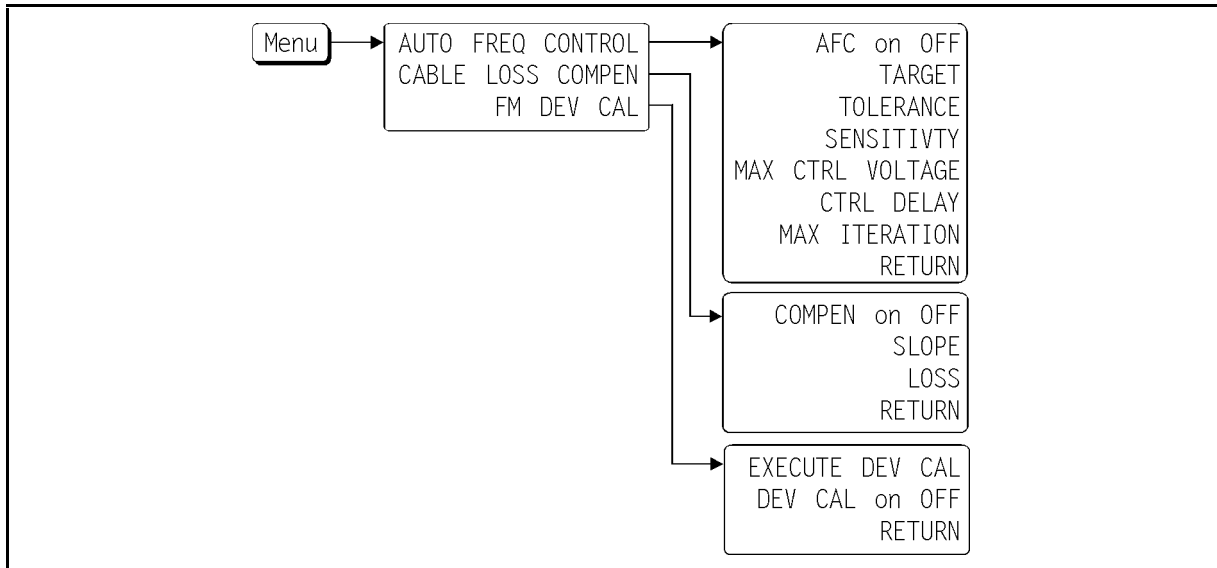 Menu
AUTO FREQ CONTROL
CABLE LOSS COMPEN
FM DEV CAL
AFC on OFF
TARGET
TOLERANCE
SENSITIVTY
MAX CTRL VOLTAGE
CTRL DELAY
MAX ITERATION
RETURN
COMPEN on OFF
SLOPE
LOSS
RETURN
EXECUTE DEV CAL
DEV CAL on OFF
RETURN